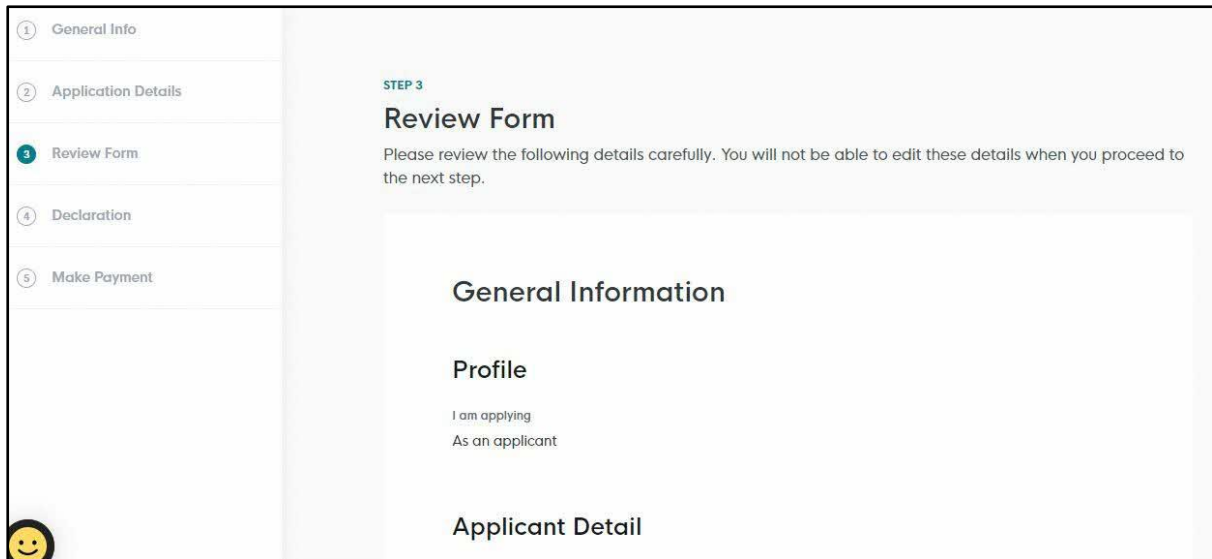 1 General Info
2 Application Details
3 Review Form
4 Declaration
5 Make Payment
STEP 3
Review Form
Please review the following details carefully. You will not be able to edit these details when you proceed to
the next step.
General Information
Profile
I am applying
As an applicant
Applicant Detail